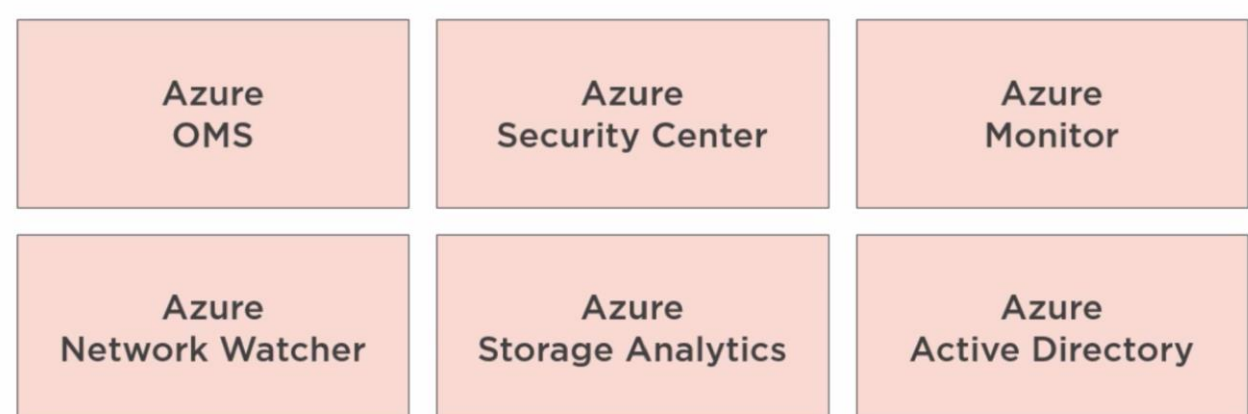 Azure
OMS
Azure
Security Center
Azure
Monitor
Azure
Network Watcher
Azure
Storage Analytics
Azure
Active Directory